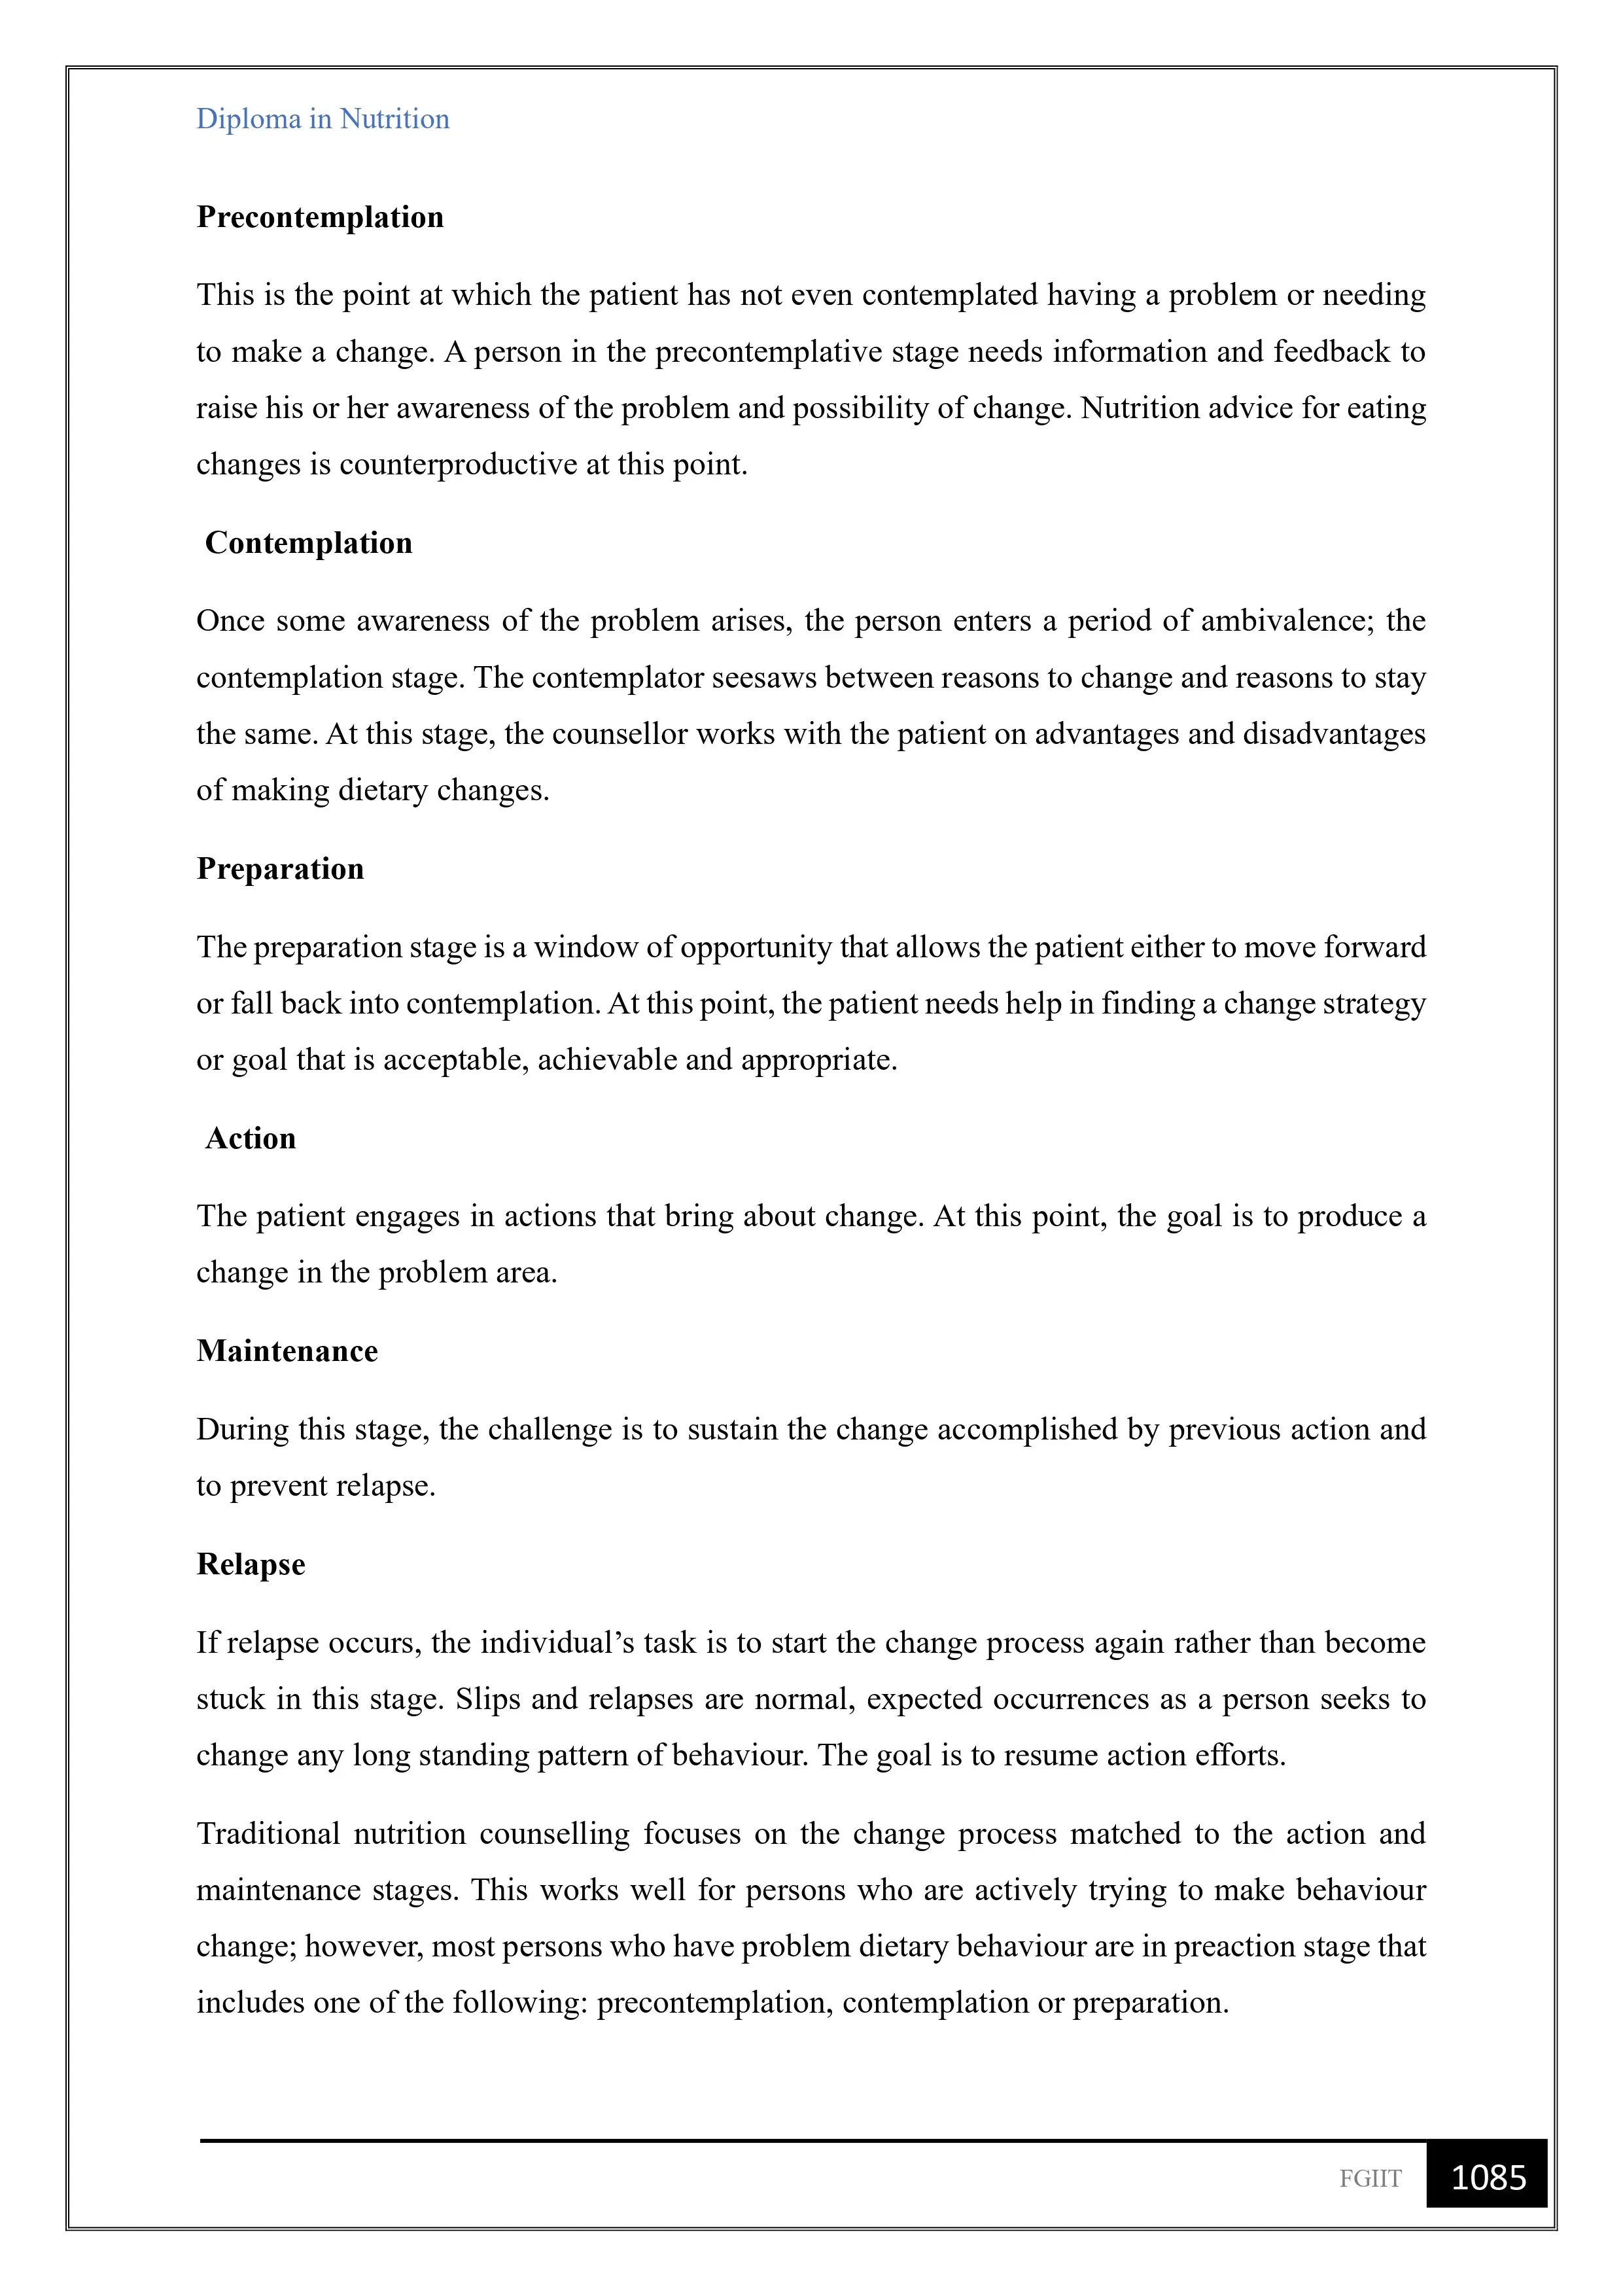 Diploma in Nutrition
Precontemplation
This is the point at which the patient has not even contemplated having a problem or needing
to make a change. A person in the precontemplative stage needs information and feedback to
raise his or her awareness of the problem and possibility of change. Nutrition advice for eating
changes is counterproductive at this point.
Contemplation
Once some awareness of the problem arises, the person enters a period of ambivalence; the
contemplation stage. The contemplator seesaws between reasons to change and reasons to stay
the same. At this stage, the counsellor works with the patient on advantages and disadvantages
of making dietary changes.
Preparation
The preparation stage is a window of opportunity that allows the patient either to move forward
or fall back into contemplation. At this point, the patient needs help in finding a change strategy
or goal that is acceptable, achievable and appropriate.
Action
The patient engages in actions that bring about change. At this point, the goal is to produce a
change in the problem area.
Maintenance
During this stage, the challenge is to sustain the change accomplished by previous action and
to prevent relapse.
Relapse
If relapse occurs, the individual’s task is to start the change process again rather than become
stuck in this stage. Slips and relapses are normal, expected occurrences as a person seeks to
change any long standing pattern of behaviour. The goal is to resume action efforts.
Traditional nutrition counselling focuses on the change process matched to the action and
maintenance stages. This works well for persons who are actively trying to make behaviour
change; however, most persons who have problem dietary behaviour are in preaction stage that
includes one of the following: precontemplation, contemplation or preparation.
FGIIT 1085